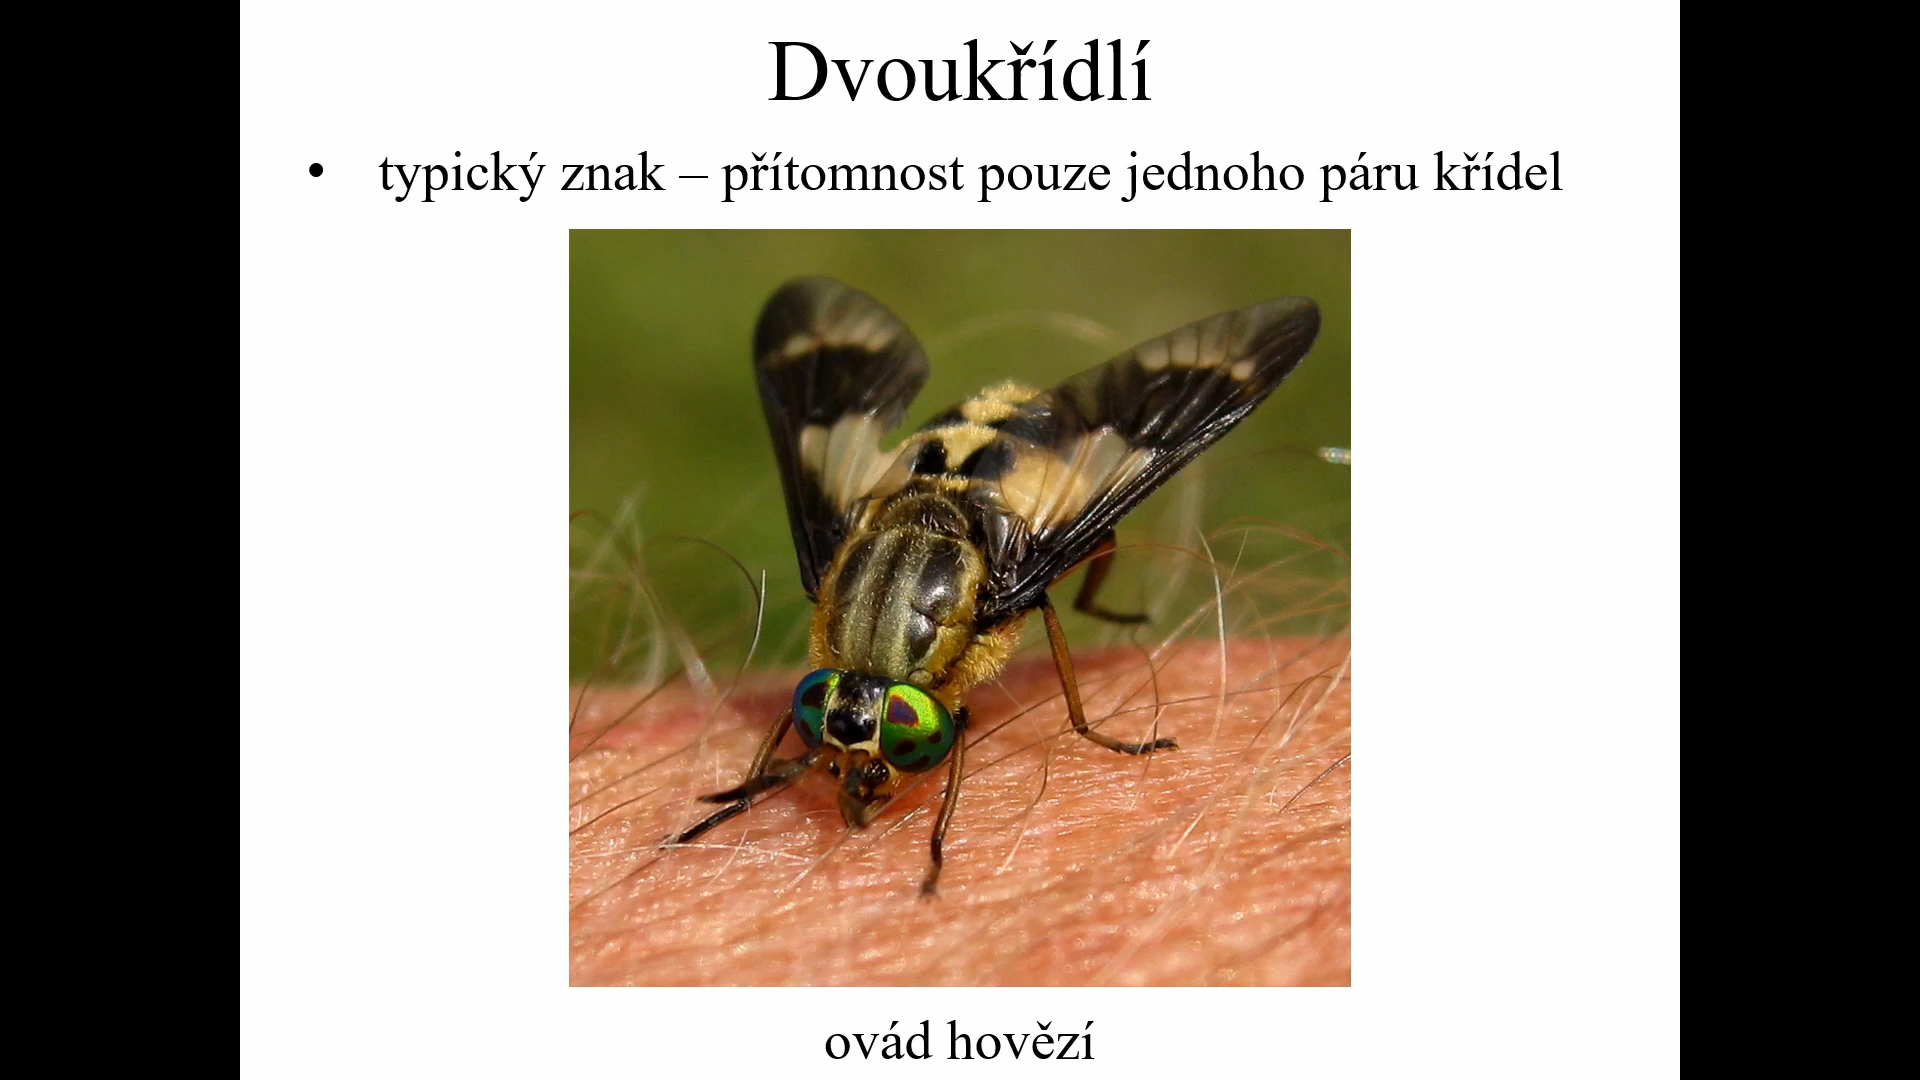 Dvoukřídlí
• typický znak – přítomnost pouze jednoho páru křídel
ovád hovězí